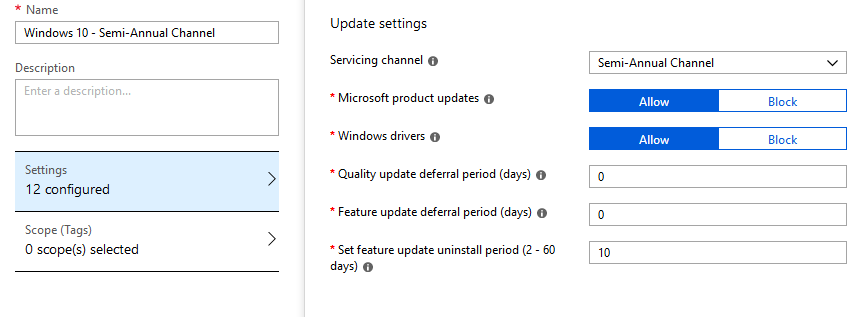 * Name
Windows 10 - Semi-Annual Channel
Description
Enter a description...
Settings
12 configured
Scope (Tags)
0 scope(s) selected
Update settings
Servicing channel
Semi-Annual Channel
* Microsoft product updates
Allow
Block
* Windows drivers
Allow
Block
* Quality update deferral period (days)
0
* Feature update deferral period (days)
0
* Set feature update uninstall period (2 - 60
days)
10